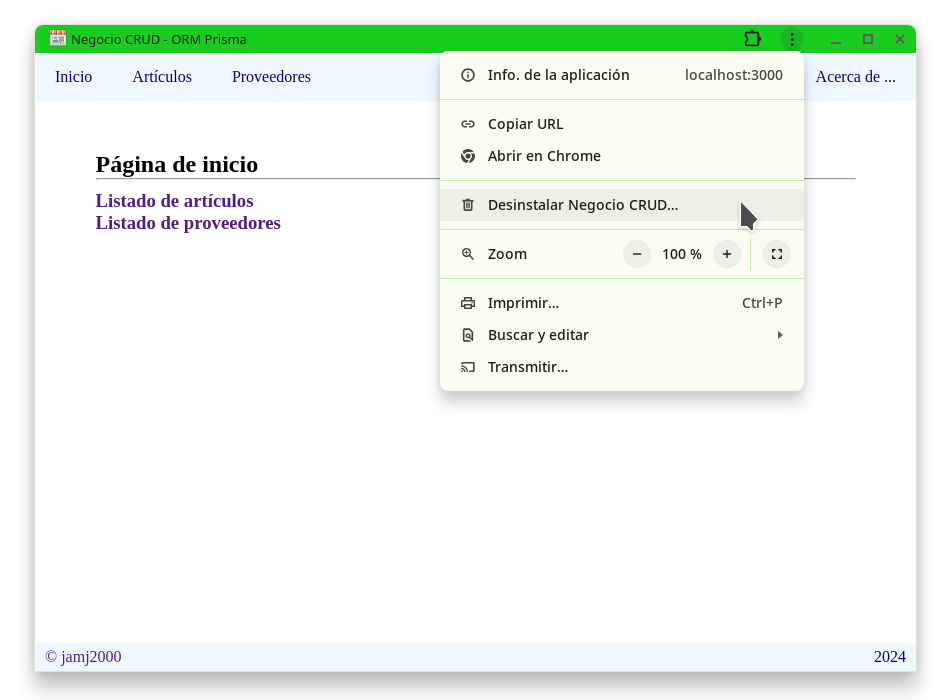 Negocio CRUD - ORM Prisma
Inicio Artículos Proveedores Acerca de ...
Info. de la aplicación localhost:3000
Copiar URL
Abrir en Chrome
Desinstalar Negocio CRUD...
Zoom − 100 % +
Imprimir... Ctrl+P
Buscar y editar
Transmitir...
Página de inicio
Listado de artículos
Listado de proveedores
© jamj2000 2024